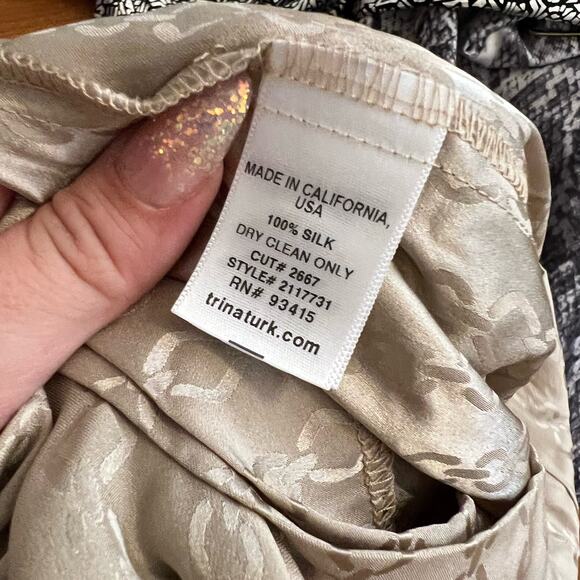 MADE IN CALIFORNIA,
USA
100% SILK
DRY CLEAN ONLY
CUT# 2667
STYLE# 2117731
RN# 93415
trinaturk.com